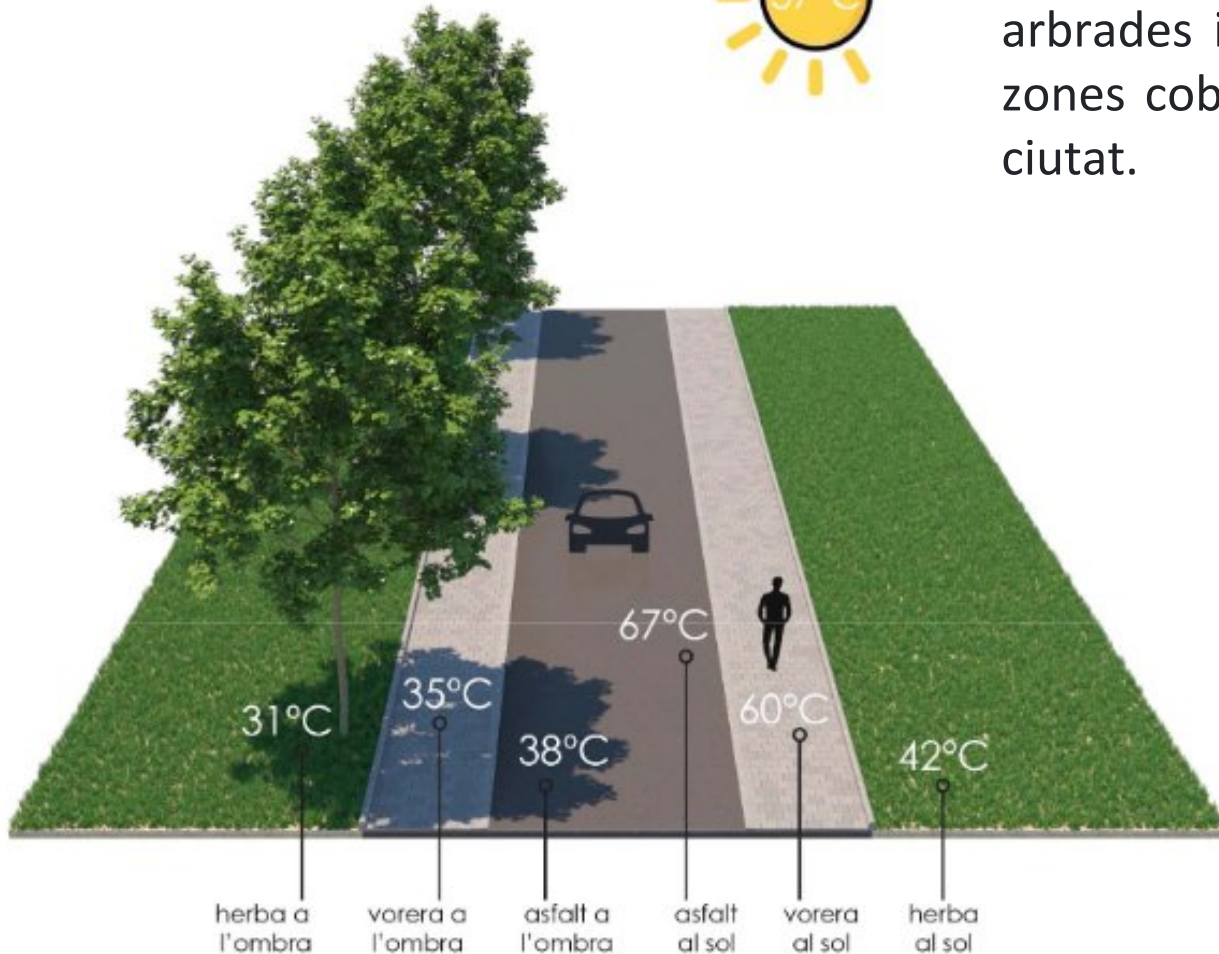 arbrades i
zones cob
ciutat.
67°C
35°C
31°C
60°C
38°C
42°C
herba a
l'ombra
vorera a
l'ombra
asfalt a
l'ombra
asfalt
al sol
vorera
al sol
herba
al sol